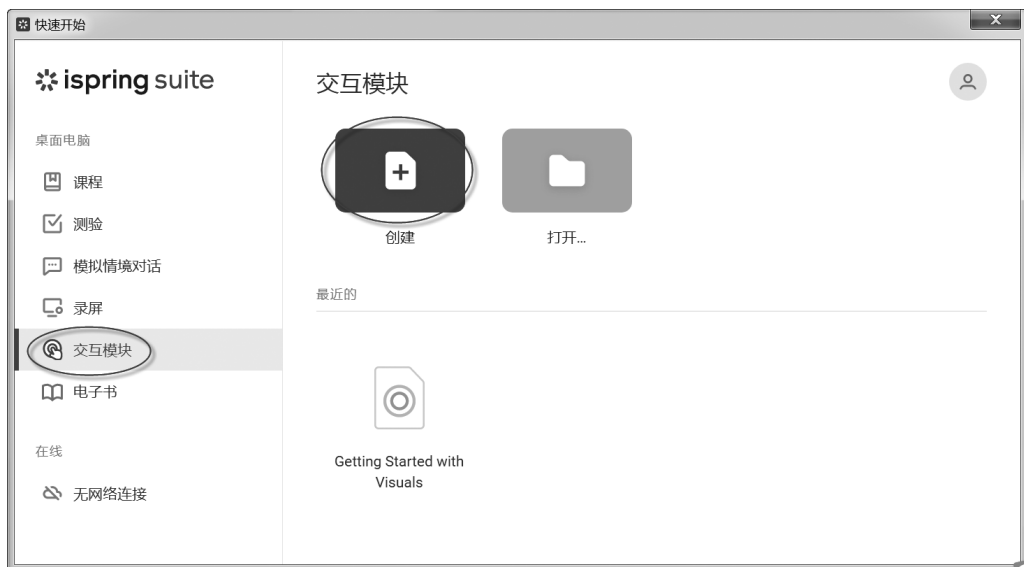 快速开始
ispring suite
桌面电脑
课程
测验
模拟情境对话
录屏
交互模块
电子书
在线
无网络连接
交互模块
创建
打开...
最近的
Getting Started with
Visuals